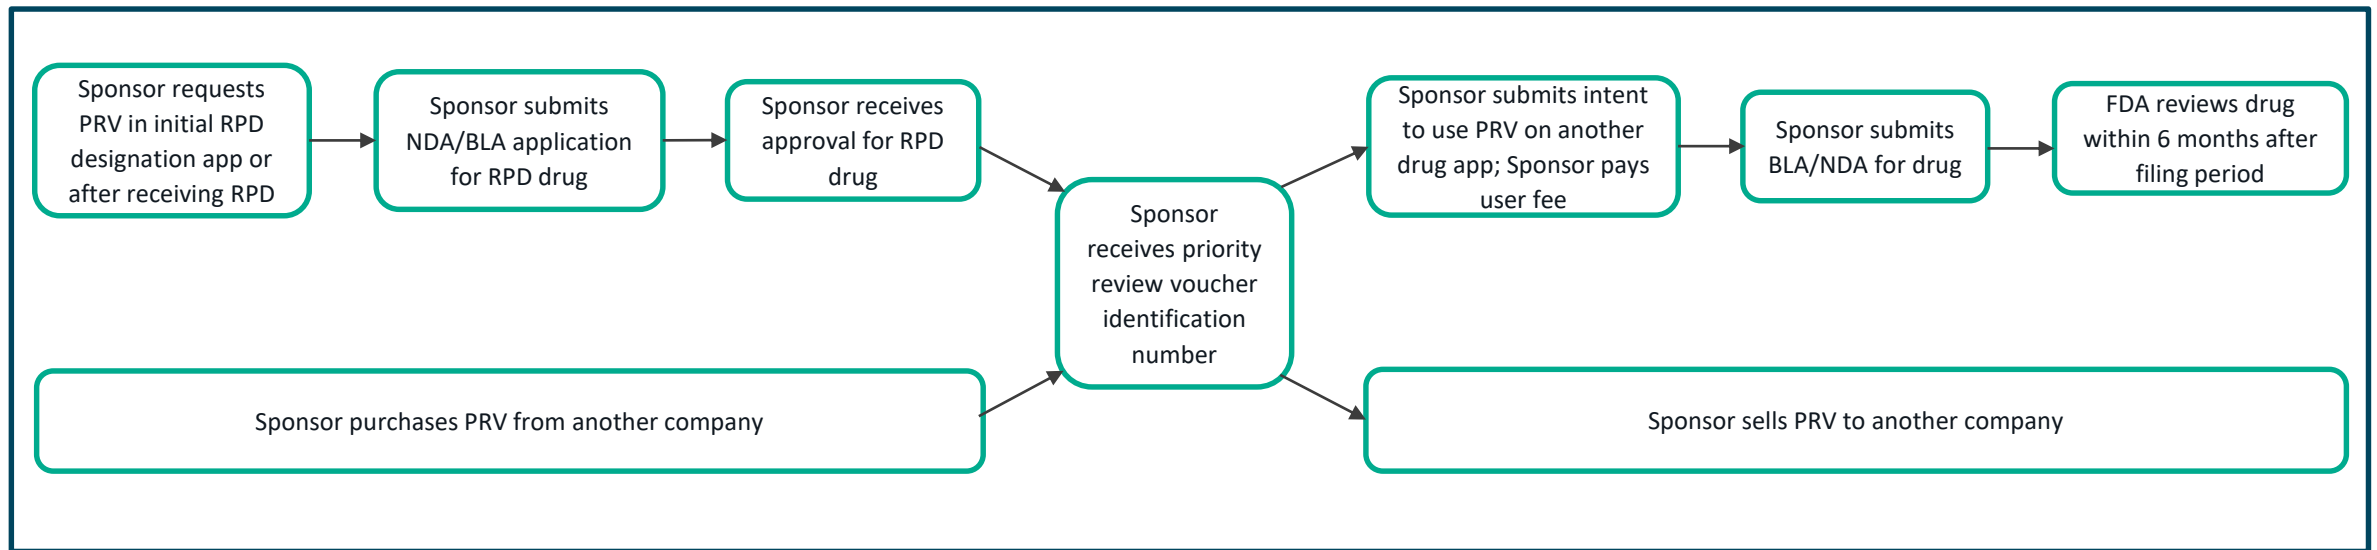 Sponsor requests
PRV in initial RPD
designation app or
after receiving RPD
Sponsor submits
NDA/BLA application
for RPD drug
Sponsor receives
approval for RPD
drug
Sponsor
receives priority
review voucher
identification
number
Sponsor submits intent
to use PRV on another
drug app; Sponsor pays
user fee
Sponsor submits
BLA/NDA for drug
FDA reviews drug
within 6 months after
filing period
Sponsor purchases PRV from another company
Sponsor sells PRV to another company